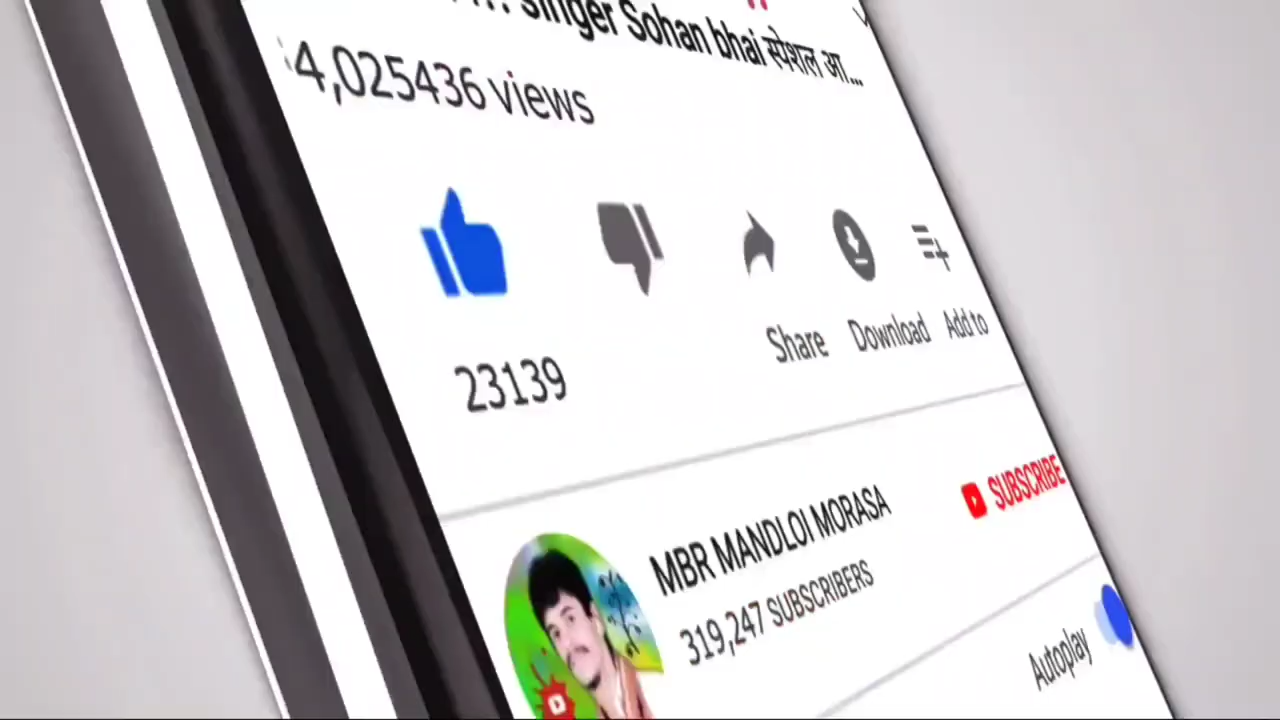 Singer Sohan bhai स्पेशल आ...
4,025436 views
Share Download Add to
23139
MBR MANDLOI MORASA
SUBSCRIBE
319,247 SUBSCRIBERS
Autoplay